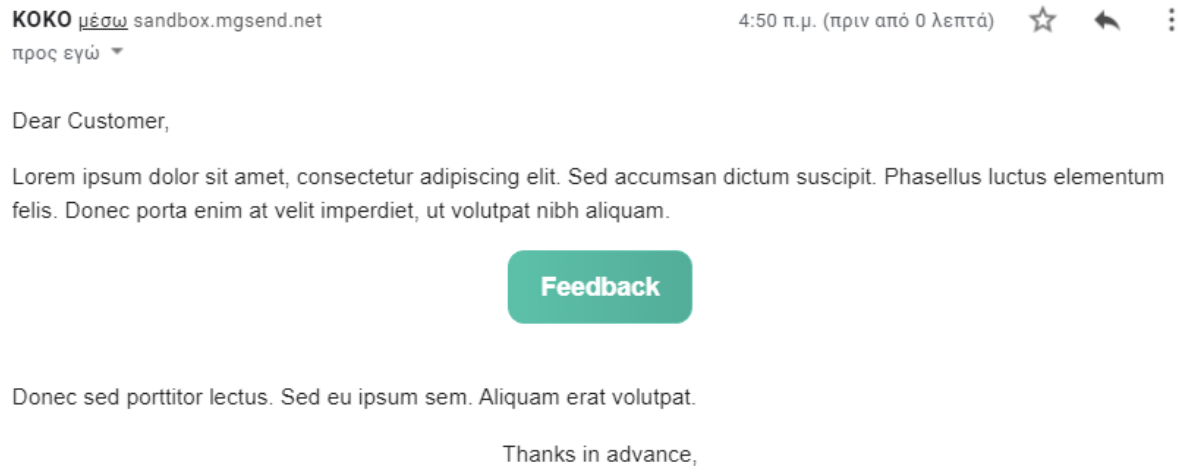 KOKO μέσω sandbox.mgsend.net
4:50 π.μ. (πριν από 0 λεπτά)
προς εγώ
Dear Customer,
Lorem ipsum dolor sit amet, consectetur adipiscing elit. Sed accumsan dictum suscipit. Phasellus luctus elementum
felis. Donec porta enim at velit imperdiet, ut volutpat nibh aliquam.
Feedback
Donec sed porttitor lectus. Sed eu ipsum sem. Aliquam erat volutpat.
Thanks in advance,